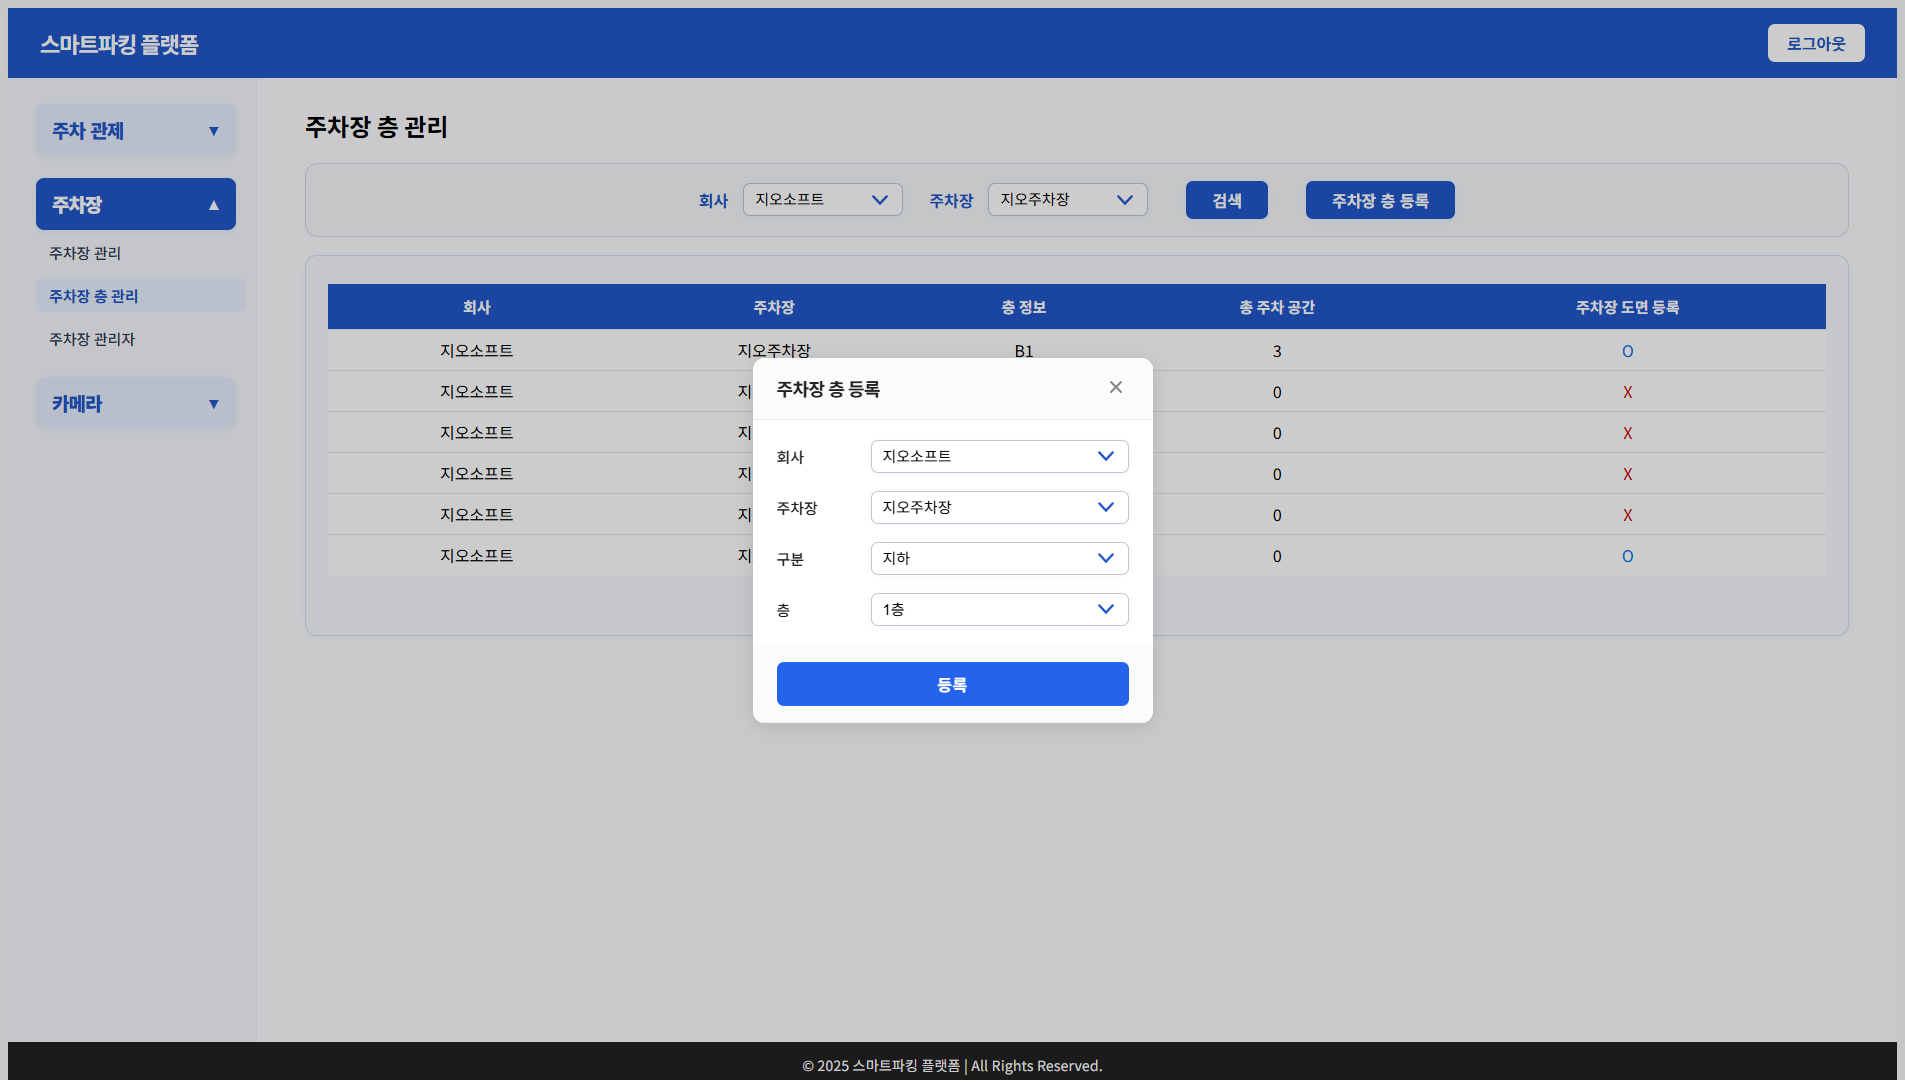 스마트파킹 플랫폼
로그아웃
주차 관제 ▼
주차장 ▲
주차장 관리
주차장 층 관리
주차장 관리자
카메라 ▼
주차장 층 관리
회사 지오소프트 주차장 지오주차장 검색 주차장 층 등록
회사 주차장 층 정보 총 주차 공간 주차장 도면 등록
지오소프트 지오주차장 B1 3 O
지오소프트 지 0 X
지오소프트 지 0 X
지오소프트 지 0 X
지오소프트 지 0 X
지오소프트 지 0 O
주차장 층 등록 ✕
회사 지오소프트
주차장 지오주차장
구분 지하
층 1층
등록
© 2025 스마트파킹 플랫폼 | All Rights Reserved.